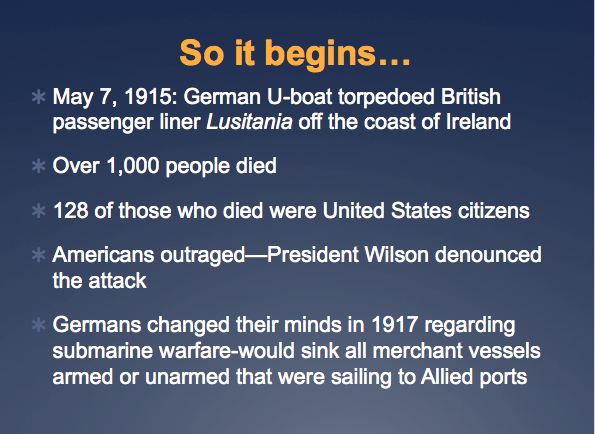 So it begins…
May 7, 1915: German U-boat torpedoed British
passenger liner Lusitania off the coast of Ireland
Over 1,000 people died
128 of those who died were United States citizens
Americans outraged—President Wilson denounced
the attack
Germans changed their minds in 1917 regarding
submarine warfare-would sink all merchant vessels
armed or unarmed that were sailing to Allied ports